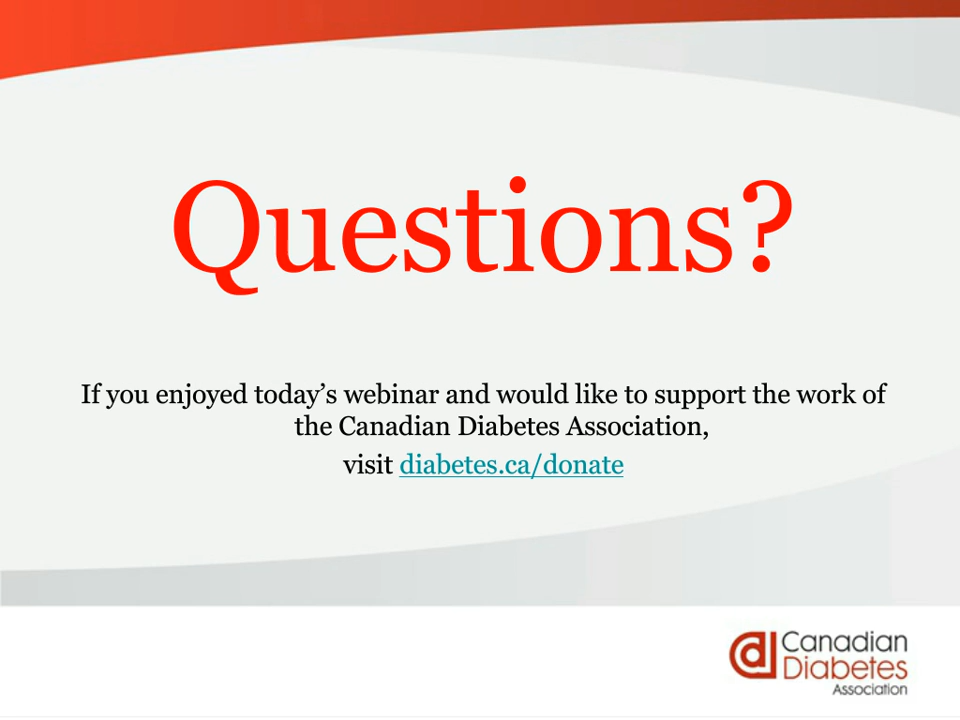 Questions?
If you enjoyed today’s webinar and would like to support the work of
the Canadian Diabetes Association,
visit diabetes.ca/donate
Canadian
Diabetes
Association